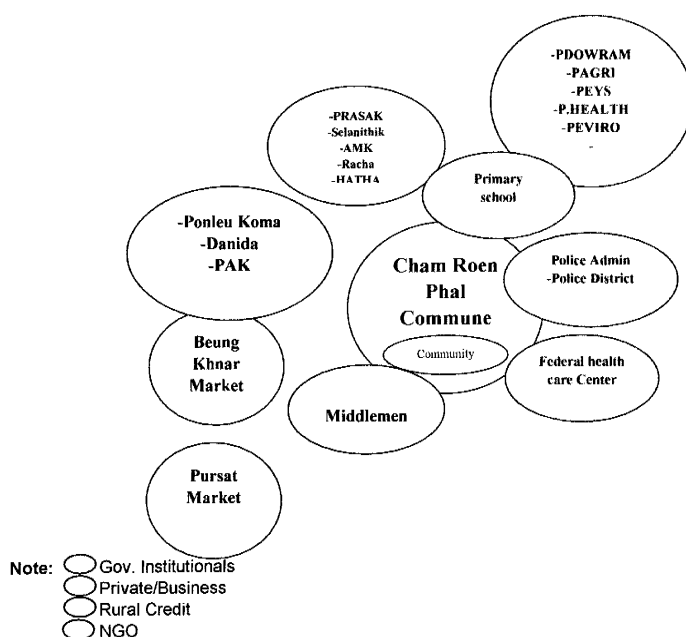 -PDOWRAM
-PAGRI
-PEYS
-P.HEALTH
-PEVIRO
-
-PRASAK
-Selanithik
-AMK
-Racha
-HATHA
Primary
school
-Ponleu Koma
-Danida
-PAK
Cham Roen
Phal
Commune
Community
Police Admin
-Police District
Beung
Khnar
Market
Federal health
care Center
Middlemen
Pursat
Market
Note:
Gov. Institutionals
Private/Business
Rural Credit
NGO